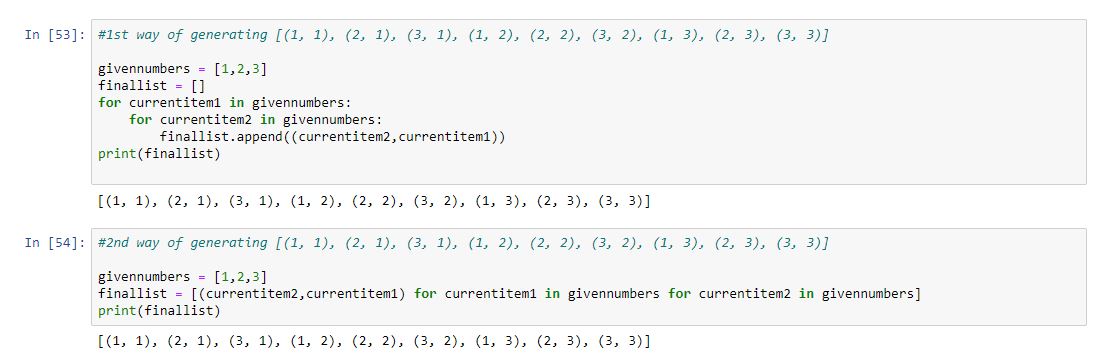 In [53]: #1st way of generating [(1, 1), (2, 1), (3, 1), (1, 2), (2, 2), (3, 2), (1, 3), (2, 3), (3, 3)]
givennumbers = [1,2,3]
finallist = []
for currentitem1 in givennumbers:
    for currentitem2 in givennumbers:
        finallist.append((currentitem2,currentitem1))
print(finallist)
[(1, 1), (2, 1), (3, 1), (1, 2), (2, 2), (3, 2), (1, 3), (2, 3), (3, 3)]
In [54]: #2nd way of generating [(1, 1), (2, 1), (3, 1), (1, 2), (2, 2), (3, 2), (1, 3), (2, 3), (3, 3)]
givennumbers = [1,2,3]
finallist = [(currentitem2,currentitem1) for currentitem1 in givennumbers for currentitem2 in givennumbers]
print(finallist)
[(1, 1), (2, 1), (3, 1), (1, 2), (2, 2), (3, 2), (1, 3), (2, 3), (3, 3)]